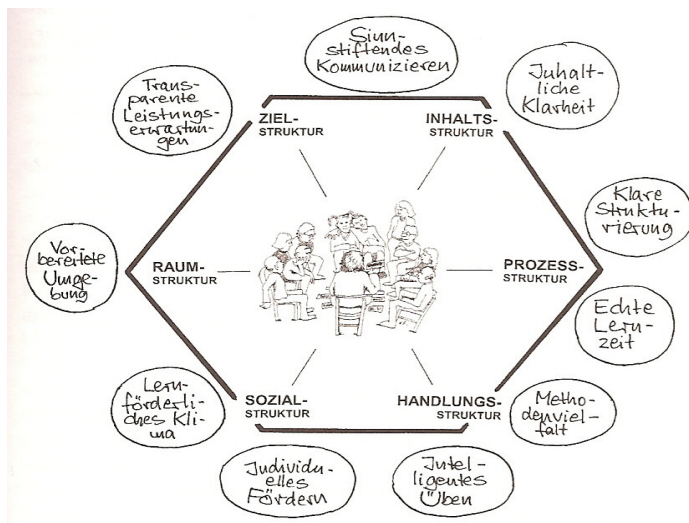 Sinn-
stiftendes
Kommunizieren
Transparente
Leistungs-
erwartun-
gen
Inhalt-
liche
Klarheit
ZIEL-
STRUKTUR
INHALTS-
STRUKTUR
Klare
Struktu-
rierung
Vor-
bereitete
Umge-
bung
RAUM-
STRUKTUR
PROZESS-
STRUKTUR
Echte
Lern-
zeit
Lern-
förderli-
ches Kli-
ma
SOZIAL-
STRUKTUR
HANDLUNGS-
STRUKTUR
Metho-
denviel-
falt
Individu-
elles
Fördern
Intel-
ligentes
Üben